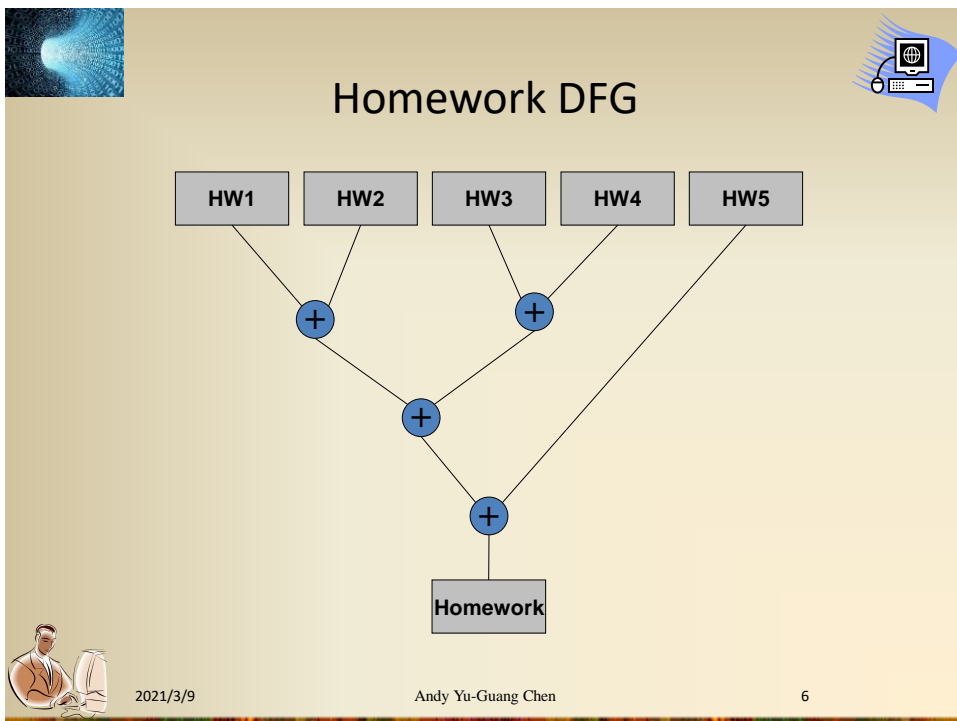 Homework DFG
HW1 HW2 HW3 HW4 HW5
+ +
+
+
Homework
2021/3/9 Andy Yu-Guang Chen 6